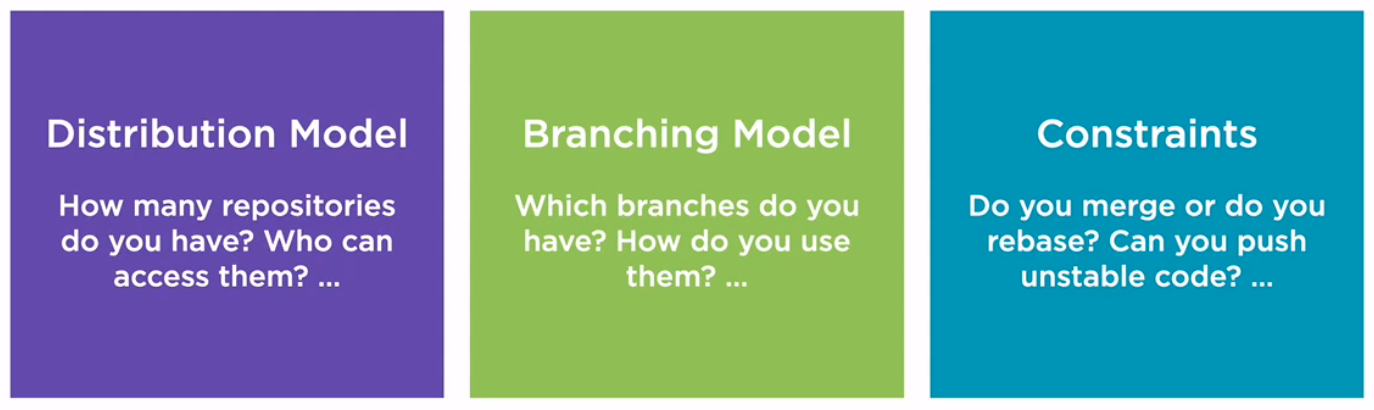 Distribution Model
How many repositories
do you have? Who can
access them? ...
Branching Model
Which branches do you
have? How do you use
them? ...
Constraints
Do you merge or do you
rebase? Can you push
unstable code? ...